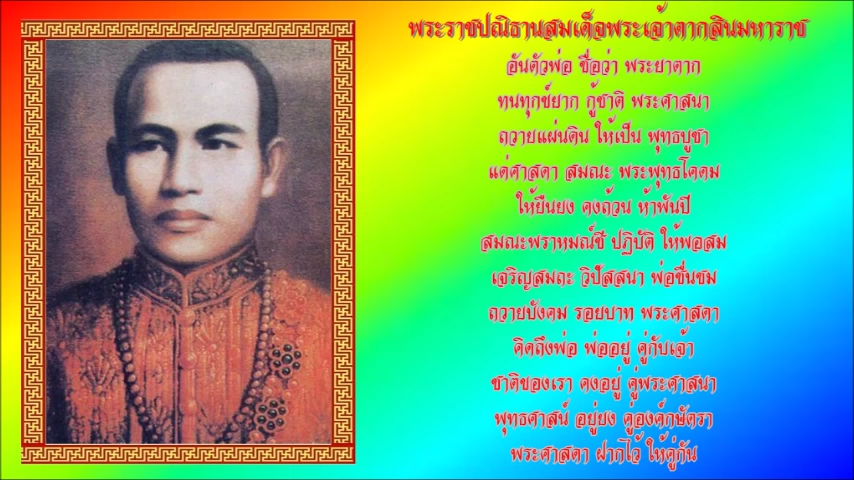 พระราชปณิธานสมเด็จพระเจ้าตากสินมหาราช
อันตัวพ่อ ชื่อว่า พระยาตาก
ทนทุกข์ยาก กู้ชาติ พระศาสนา
ถวายแผ่นดิน ให้เป็น พุทธบูชา
แด่ศาสดา สมณะ พระพุทธโคดม
ให้ยืนยง คงถ้วน ห้าพันปี
สมณะพราหมณ์ชี ปฏิบัติ ให้พอสม
เจริญสมถะ วิปัสสนา พ่อชื่นชม
ถวายบังคม รอยบาท พระศาสดา
คิดถึงพ่อ พ่ออยู่ คู่กับเจ้า
ชาติของเรา คงอยู่ คู่พระศาสนา
พุทธศาสน์ อยู่ยง คู่องค์กษัตรา
พระศาสดา ฝากไว้ ให้คู่กัน